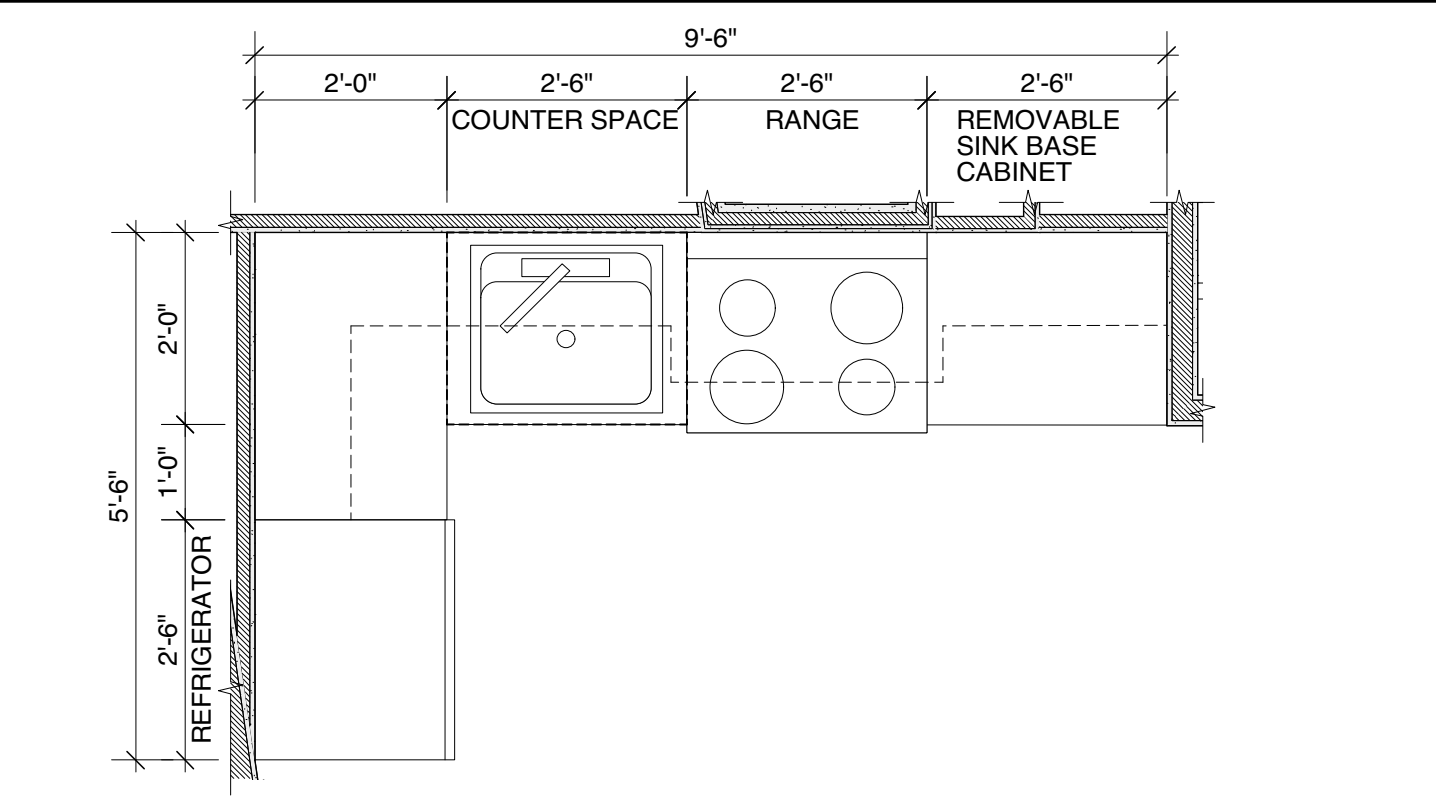 9'-6"
2'-0"
2'-6"
2'-6"
2'-6"
COUNTER SPACE
RANGE
REMOVABLE
SINK BASE
CABINET
2'-0"
1'-0"
5'-6"
2'-6"
REFRIGERATOR